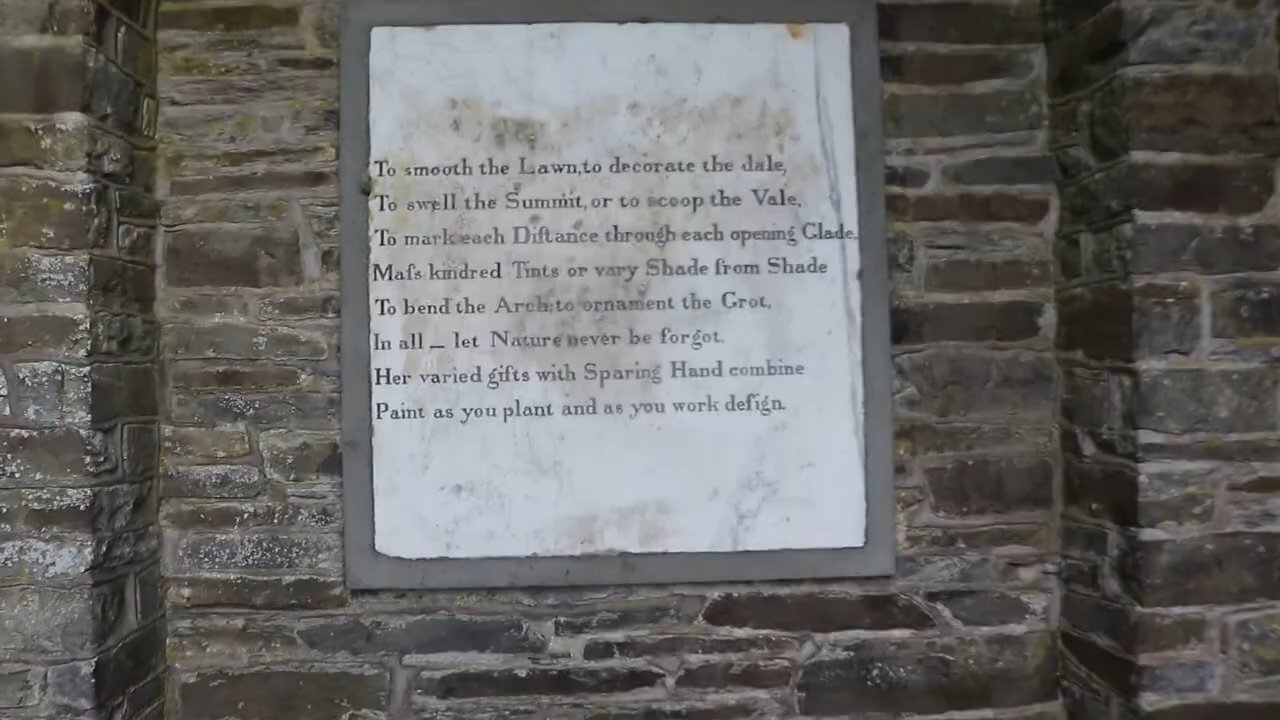 To smooth the Lawn, to decorate the dale,
To swell the Summit, or to scoop the Vale,
To mark each Diſtance through each opening Glade,
Maſs kindred Tints or vary Shade from Shade
To bend the Arch; to ornament the Grot,
In all _ let Nature never be forgot.
Her varied gifts with Sparing Hand combine
Paint as you plant and as you work deſign.